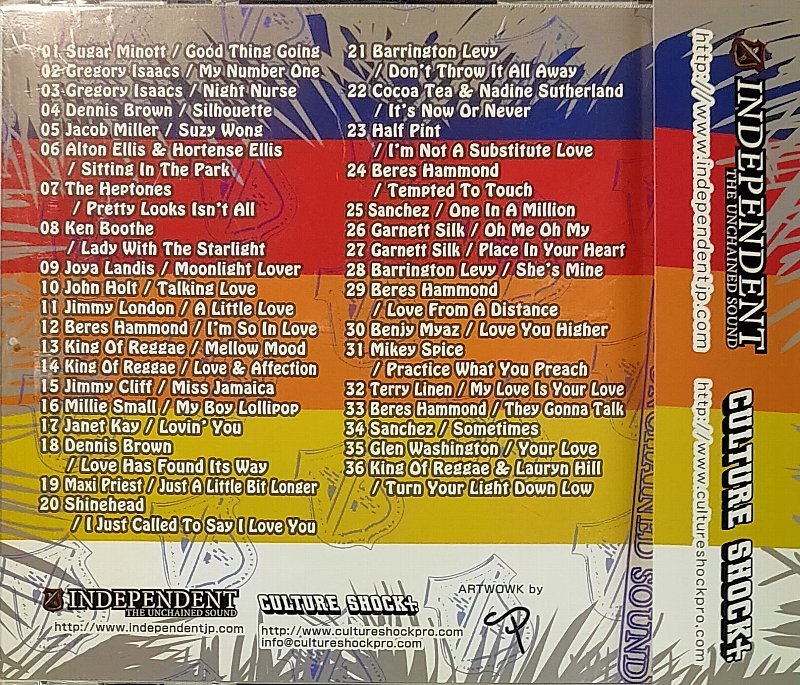 01 Sugar Minott / Good Thing Going
02 Gregory Isaacs / My Number One
03 Gregory Isaacs / Night Nurse
04 Dennis Brown / Silhouette
05 Jacob Miller / Suzy Wong
06 Alton Ellis & Hortense Ellis
/ Sitting In The Park
07 The Heptones
/ Pretty Looks Isn't All
08 Ken Boothe
/ Lady With The Starlight
09 Joya Landis / Moonlight Lover
10 John Holt / Talking Love
11 Jimmy London / A Little Love
12 Beres Hammond / I'm So In Love
13 King Of Reggae / Mellow Mood
14 King Of Reggae / Love & Affection
15 Jimmy Cliff / Miss Jamaica
16 Millie Small / My Boy Lollipop
17 Janet Kay / Lovin' You
18 Dennis Brown
/ Love Has Found Its Way
19 Maxi Priest / Just A Little Bit Longer
20 Shinehead
/ I Just Called To Say I Love You
21 Barrington Levy
/ Don't Throw It All Away
22 Cocoa Tea & Nadine Sutherland
/ It's Now Or Never
23 Half Pint
/ I'm Not A Substitute Love
24 Beres Hammond
/ Tempted To Touch
25 Sanchez / One In A Million
26 Garnett Silk / Oh Me Oh My
27 Garnett Silk / Place In Your Heart
28 Barrington Levy / She's Mine
29 Beres Hammond
/ Love From A Distance
30 Benjy Myaz / Love You Higher
31 Mikey Spice
/ Practice What You Preach
32 Terry Linen / My Love Is Your Love
33 Beres Hammond / They Gonna Talk
34 Sanchez / Sometimes
35 Glen Washington / Your Love
36 King Of Reggae & Lauryn Hill
/ Turn Your Light Down Low
INDEPENDENT
THE UNCHAINED SOUND
http://www.independentjp.com
CULTURE SHOCK
http://www.cultureshockpro.com
info@cultureshockpro.com
ARTWOWK by
INDEPENDENT
THE UNCHAINED SOUND
http://www.independentjp.com
CULTURE SHOCK
http://www.cultureshockpro.com
UNCHAINED SOUND